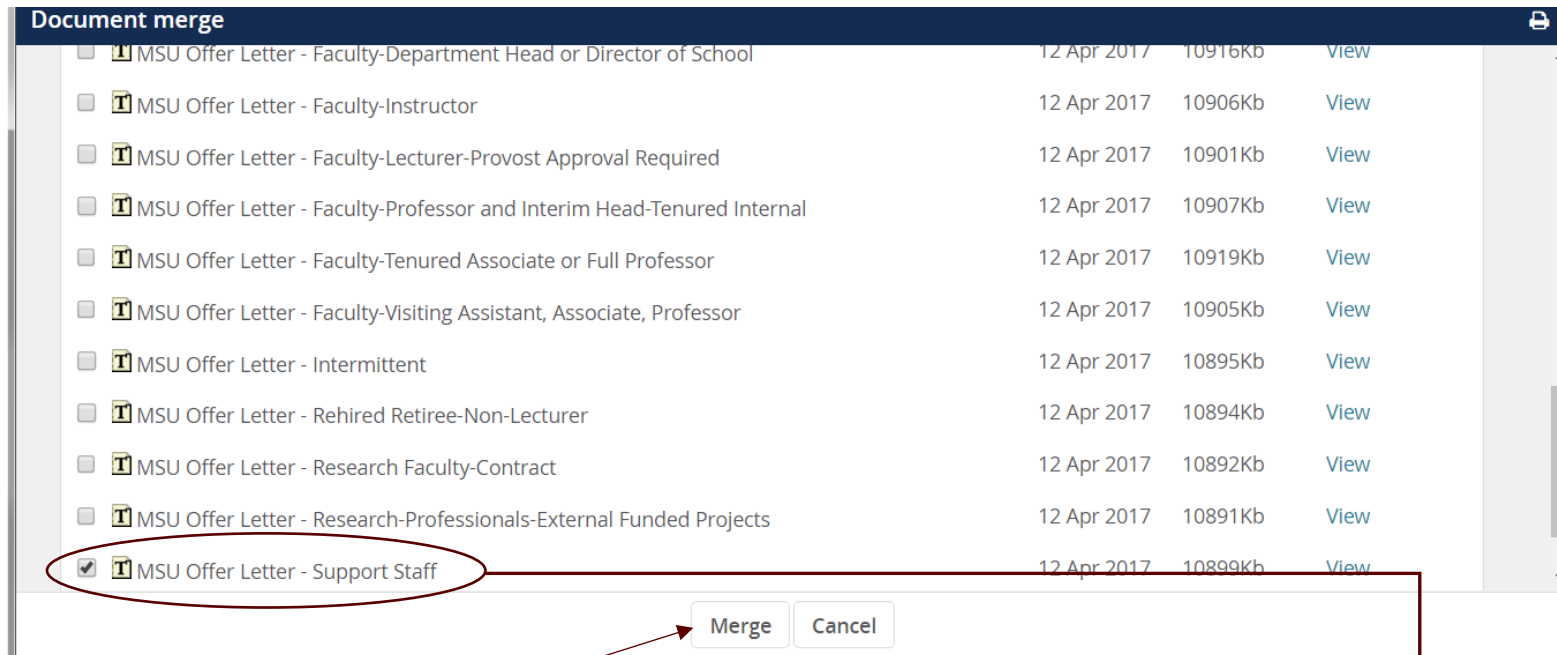 Document merge
MSU Offer Letter - Faculty-Department Head or Director of School 12 Apr 2017 10916Kb View
MSU Offer Letter - Faculty-Instructor 12 Apr 2017 10906Kb View
MSU Offer Letter - Faculty-Lecturer-Provost Approval Required 12 Apr 2017 10901Kb View
MSU Offer Letter - Faculty-Professor and Interim Head-Tenured Internal 12 Apr 2017 10907Kb View
MSU Offer Letter - Faculty-Tenured Associate or Full Professor 12 Apr 2017 10919Kb View
MSU Offer Letter - Faculty-Visiting Assistant, Associate, Professor 12 Apr 2017 10905Kb View
MSU Offer Letter - Intermittent 12 Apr 2017 10895Kb View
MSU Offer Letter - Rehired Retiree-Non-Lecturer 12 Apr 2017 10894Kb View
MSU Offer Letter - Research Faculty-Contract 12 Apr 2017 10892Kb View
MSU Offer Letter - Research-Professionals-External Funded Projects 12 Apr 2017 10891Kb View
MSU Offer Letter - Support Staff 12 Apr 2017 10899Kb View
Merge Cancel